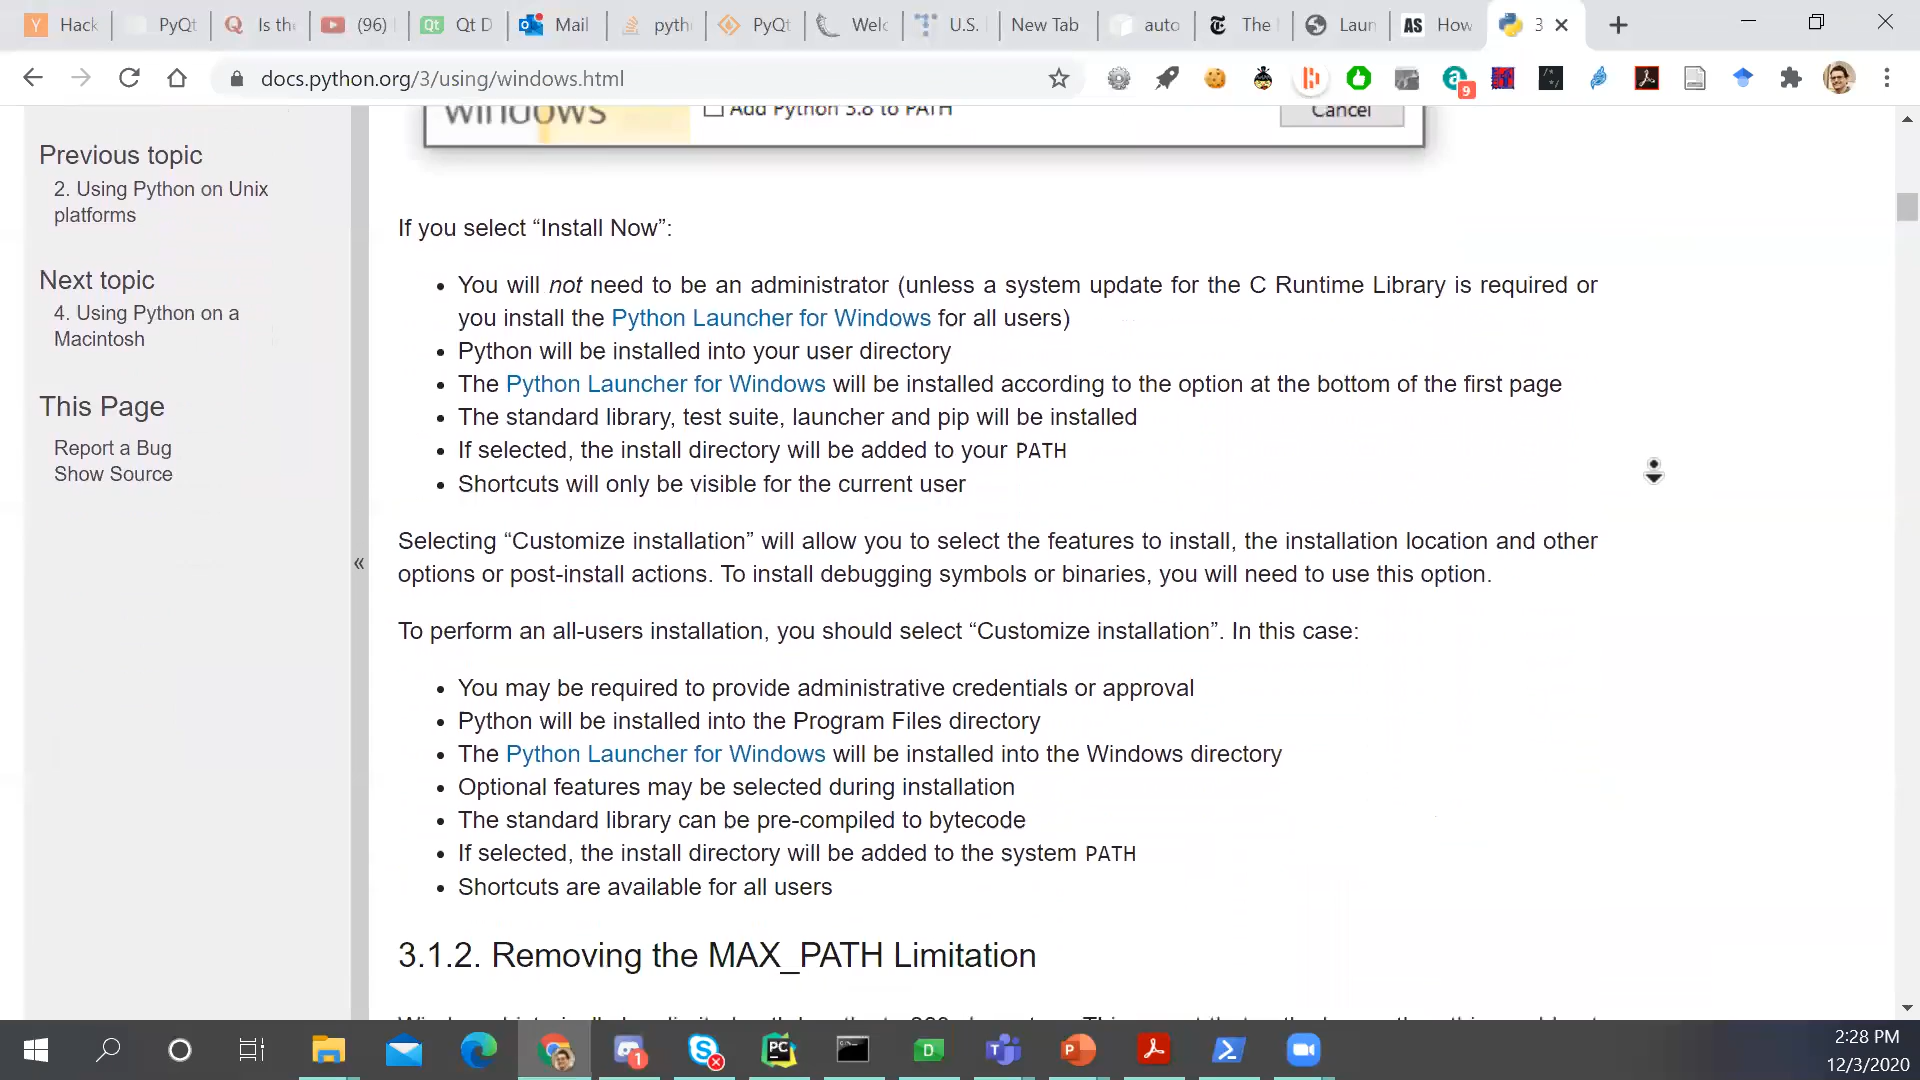 Hack
PyQt
Is the
(96)
Qt D
Mail
pyth
PyQt
Welc
U.S.
New Tab
auto
The
Laun
AS How
3
docs.python.org/3/using/windows.html
9
windows
Add Python 3.8 to PATH
Cancel
Previous topic
2. Using Python on Unix
platforms
Next topic
4. Using Python on a
Macintosh
This Page
Report a Bug
Show Source
«
If you select “Install Now”:
• You will not need to be an administrator (unless a system update for the C Runtime Library is required or
you install the Python Launcher for Windows for all users)
• Python will be installed into your user directory
• The Python Launcher for Windows will be installed according to the option at the bottom of the first page
• The standard library, test suite, launcher and pip will be installed
• If selected, the install directory will be added to your PATH
• Shortcuts will only be visible for the current user
Selecting “Customize installation” will allow you to select the features to install, the installation location and other
options or post-install actions. To install debugging symbols or binaries, you will need to use this option.
To perform an all-users installation, you should select “Customize installation”. In this case:
• You may be required to provide administrative credentials or approval
• Python will be installed into the Program Files directory
• The Python Launcher for Windows will be installed into the Windows directory
• Optional features may be selected during installation
• The standard library can be pre-compiled to bytecode
• If selected, the install directory will be added to the system PATH
• Shortcuts are available for all users
3.1.2. Removing the MAX_PATH Limitation
2:28 PM
12/3/2020